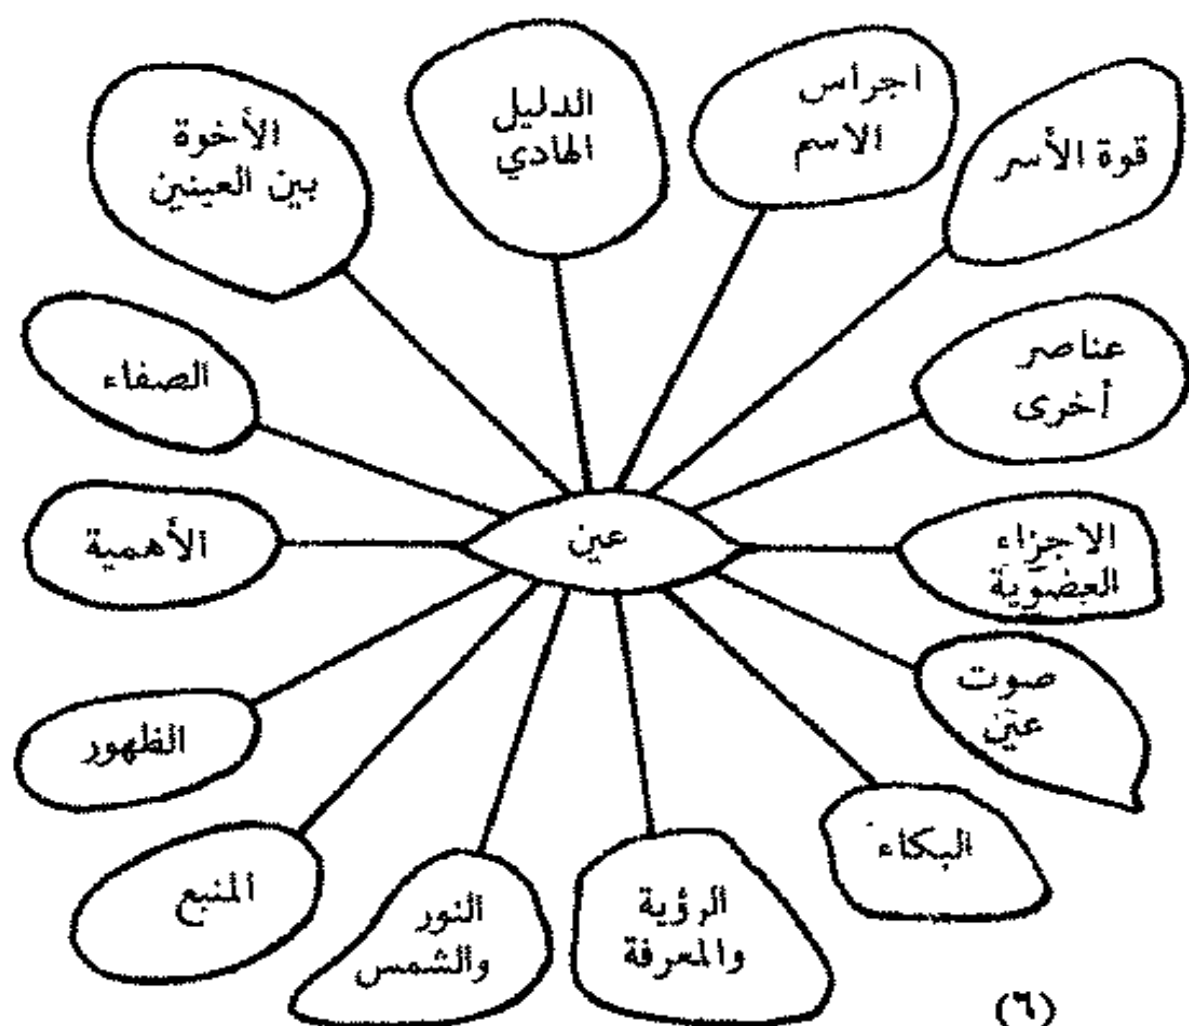 قوة الأسر
اجراس
الاسم
الدليل
الهادي
الأخوة
بين العينين
عناصر
أخرى
الصفاء
الاجزاء
العضوية
عين
الأهمية
صوت
عين
الظهور
البكاء
الرؤية
والمعرفة
النور
والشمس
المنبع
(٦)